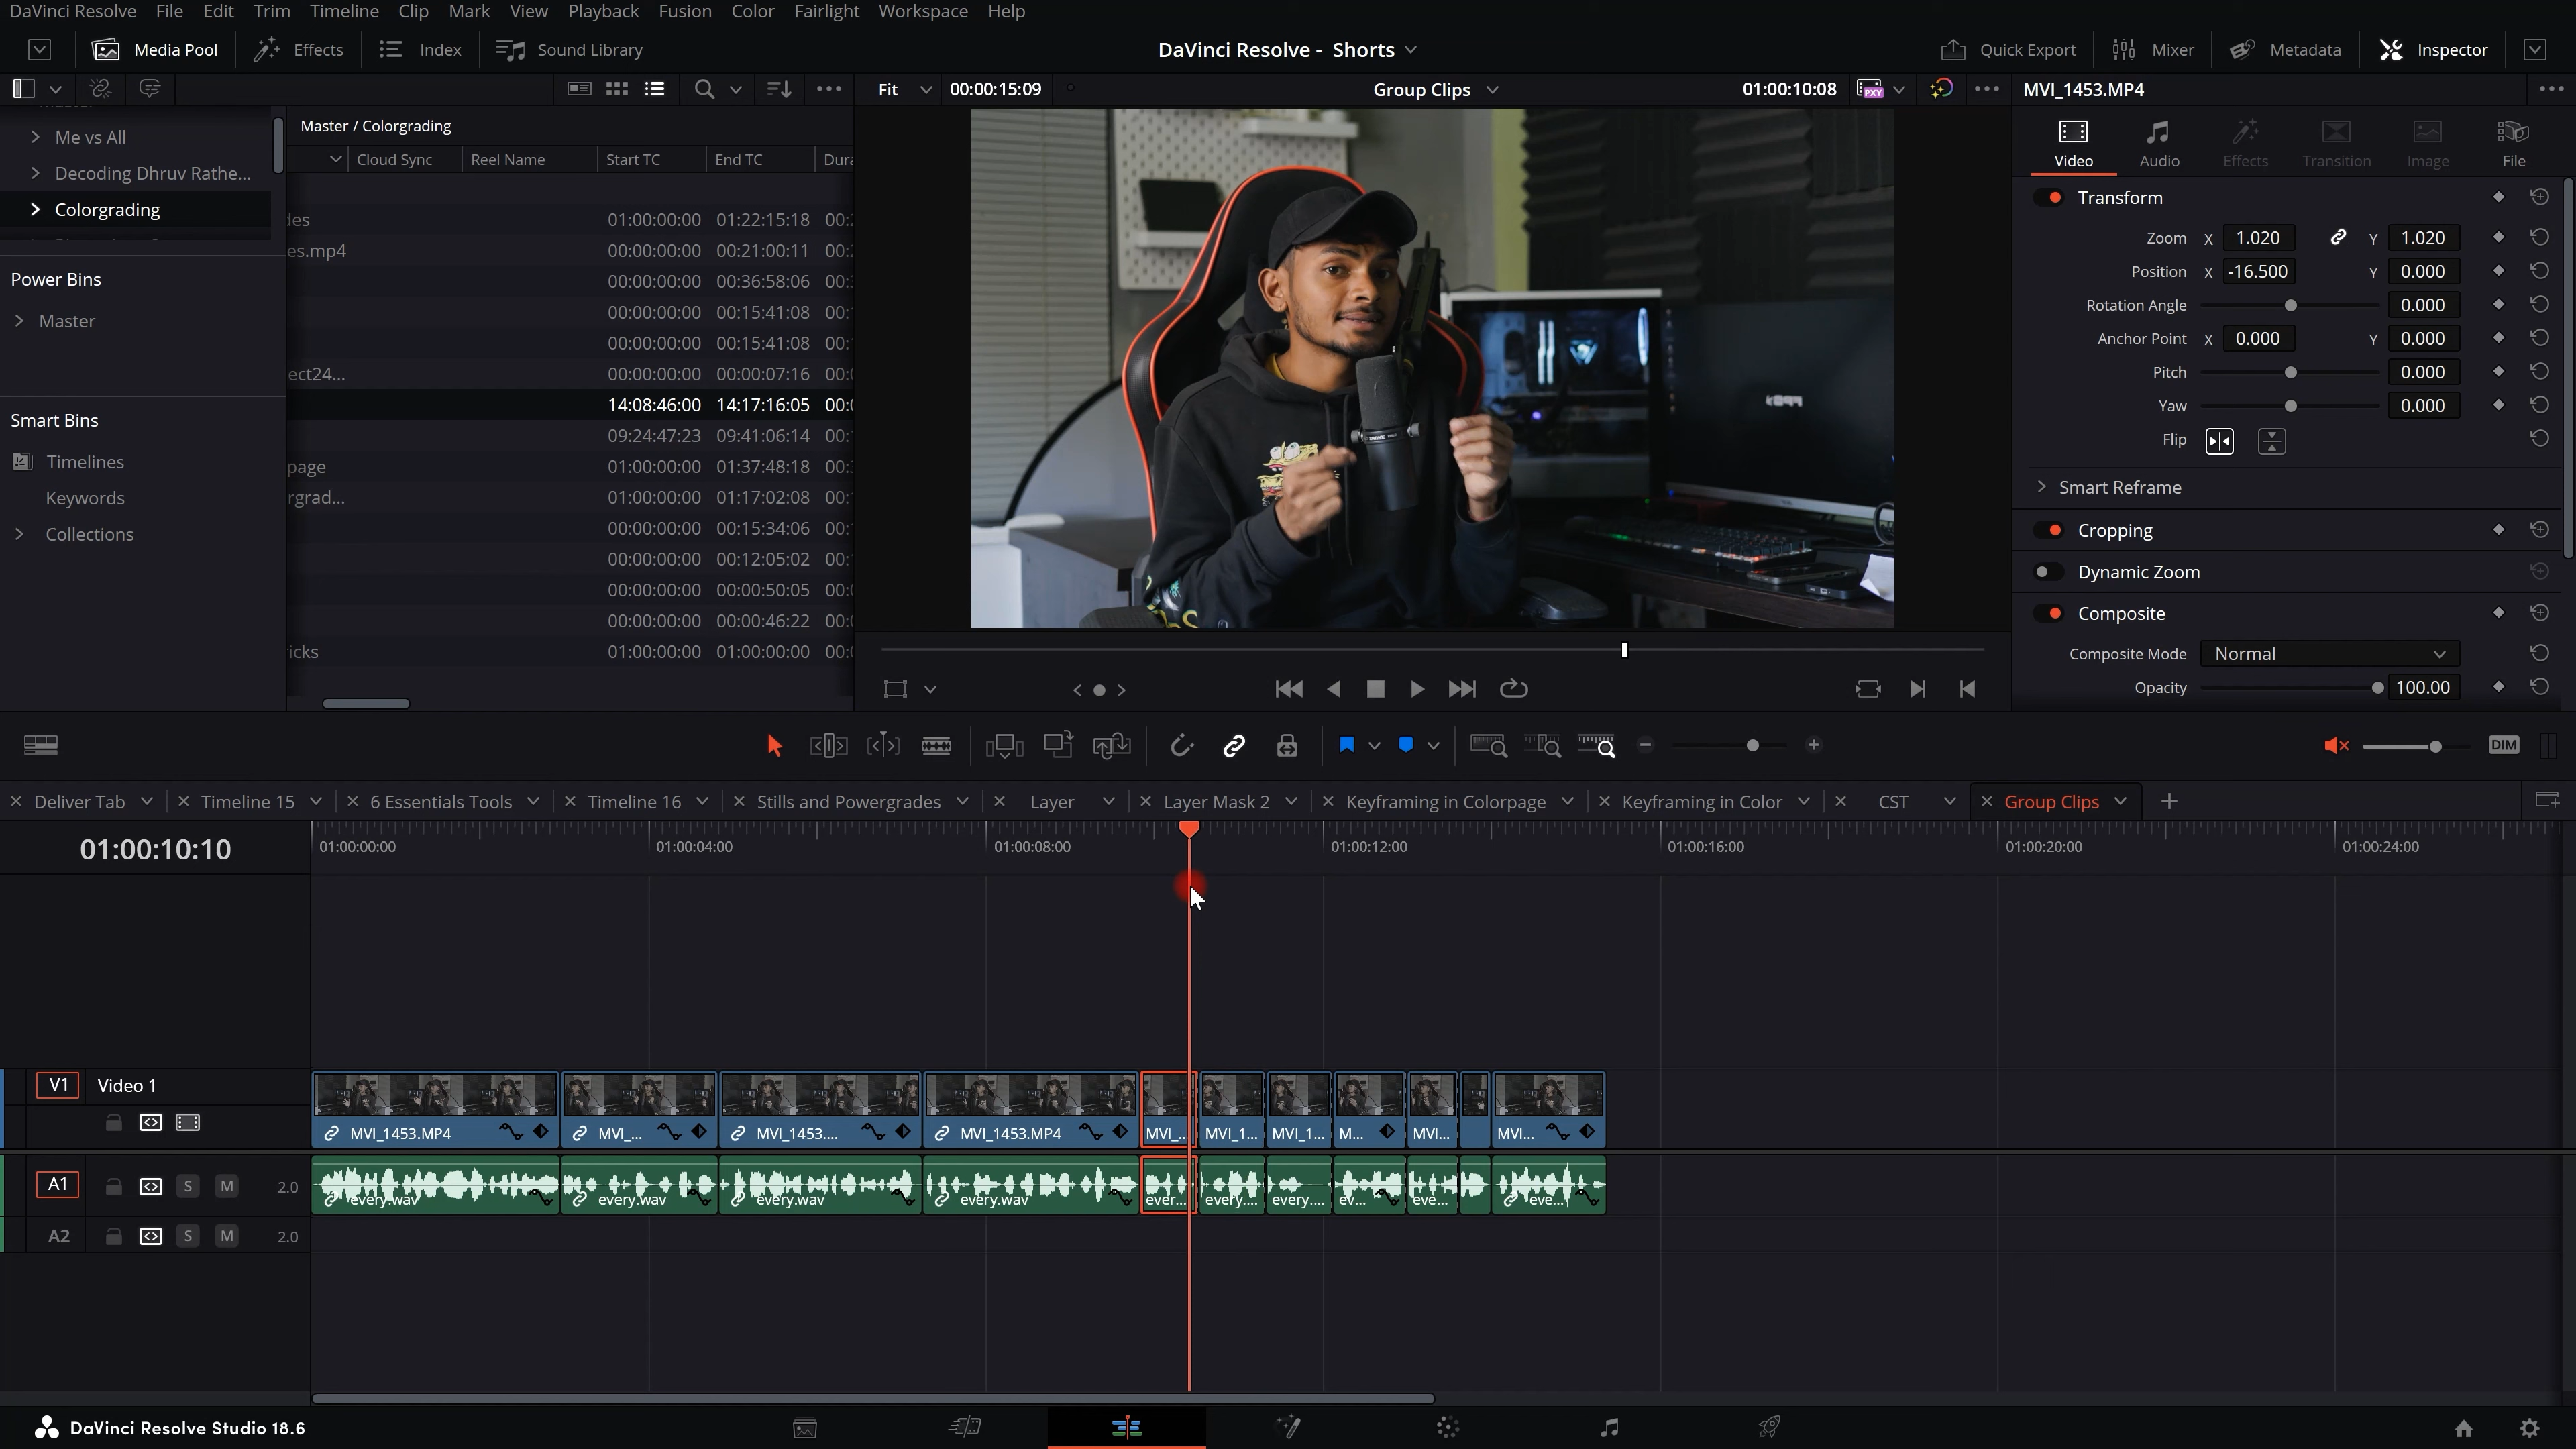 DaVinci Resolve File Edit Trim Timeline Clip Mark View Playback Fusion Color Fairlight Workspace Help
Media Pool Effects Index Sound Library DaVinci Resolve - Shorts Quick Export Mixer Metadata Inspector
Fit 00:00:15:09 Group Clips 01:00:10:08 PXY MVI_1453.MP4
Me vs All
Decoding Dhruv Rathe...
Colorgrading
Power Bins
Master
Smart Bins
Timelines
Keywords
Collections
Master / Colorgrading
Cloud Sync Reel Name Start TC End TC Dura
des 01:00:00:00 01:22:15:18
es.mp4 00:00:00:00 00:21:00:11
00:00:00:00 00:36:58:06
00:00:00:00 00:15:41:08
00:00:00:00 00:15:41:08
ect24... 00:00:00:00 00:00:07:16
14:08:46:00 14:17:16:05
09:24:47:23 09:41:06:14
page 01:00:00:00 01:37:48:18
rgrad... 01:00:00:00 01:17:02:08
00:00:00:00 00:15:34:06
00:00:00:00 00:12:05:02
00:00:00:00 00:00:50:05
00:00:00:00 00:00:46:22
ricks 01:00:00:00 01:00:00:00
Video Audio Effects Transition Image File
Transform
Zoom X 1.020 Y 1.020
Position X -16.500 Y 0.000
Rotation Angle 0.000
Anchor Point X 0.000 Y 0.000
Pitch 0.000
Yaw 0.000
Flip
Smart Reframe
Cropping
Dynamic Zoom
Composite
Composite Mode Normal
Opacity 100.00
DIM
Deliver Tab Timeline 15 6 Essentials Tools Timeline 16 Stills and Powergrades Layer Layer Mask 2 Keyframing in Colorpage Keyframing in Color CST Group Clips
01:00:10:10 01:00:00:00 01:00:04:00 01:00:08:00 01:00:12:00 01:00:16:00 01:00:20:00 01:00:24:00
V1 Video 1
MVI_1453.MP4 MVI_... MVI_1453.... MVI_1453.MP4 MVI_... MVI_1... MVI_1... M... MVI... MVI...
A1 S M 2.0
every.wav every.wav every.wav every.wav ever... every.... every.... ev... eve... eve...
A2 S M 2.0
DaVinci Resolve Studio 18.6